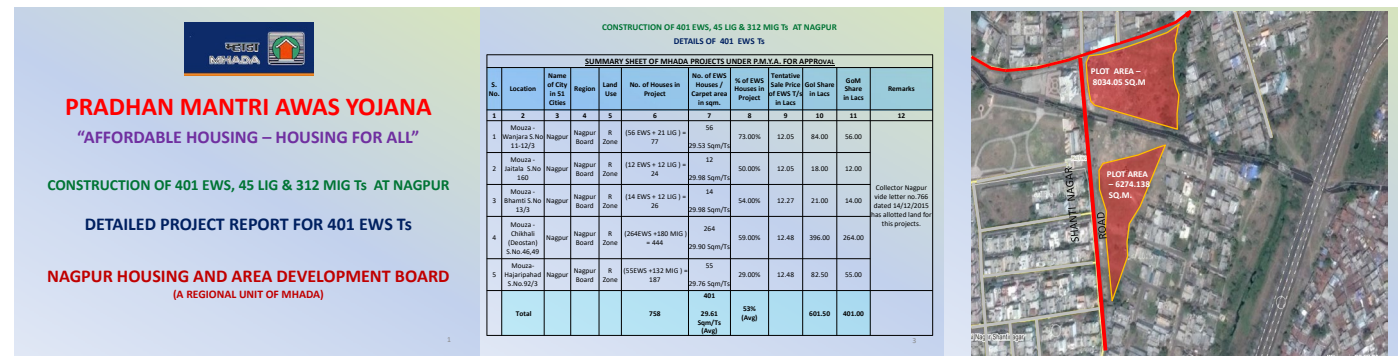 म्हाडा
MHADA
PRADHAN MANTRI AWAS YOJANA
“AFFORDABLE HOUSING – HOUSING FOR ALL”
CONSTRUCTION OF 401 EWS, 45 LIG & 312 MIG Ts AT NAGPUR
DETAILED PROJECT REPORT FOR 401 EWS Ts
NAGPUR HOUSING AND AREA DEVELOPMENT BOARD
(A REGIONAL UNIT OF MHADA)
1
CONSTRUCTION OF 401 EWS, 45 LIG & 312 MIG Ts AT NAGPUR
DETAILS OF 401 EWS Ts
SUMMARY SHEET OF MHADA PROJECTS UNDER P.M.Y.A. FOR APPROVAL
S. No. Location Name of City in 51 Cities Region Land Use No. of Houses in Project No. of EWS Houses / Carpet area in sqm. % of EWS Houses in Project Tentative Sale Price of EWS T/s in Lacs GoI Share in Lacs GoM Share in Lacs Remarks
1 2 3 4 5 6 7 8 9 10 11 12
1 Mouza - Wanjara S.No 11-12/3 Nagpur Nagpur Board R Zone (56 EWS + 21 LIG ) = 77 56 29.53 Sqm/Ts 73.00% 12.05 84.00 56.00
2 Mouza - Jaitala S.No 160 Nagpur Nagpur Board R Zone (12 EWS + 12 LIG ) = 24 12 29.98 Sqm/Ts 50.00% 12.05 18.00 12.00
3 Mouza - Bhamti S.No 13/3 Nagpur Nagpur Board R Zone (14 EWS + 12 LIG ) = 26 14 29.98 Sqm/Ts 54.00% 12.27 21.00 14.00
4 Mouza - Chikhali (Deostan) S.No.46,49 Nagpur Nagpur Board R Zone (264EWS +180 MIG ) = 444 264 29.90 Sqm/Ts 59.00% 12.48 396.00 264.00
5 Mouza- Hajaripahad S.No.92/3 Nagpur Nagpur Board R Zone (55EWS +132 MIG ) = 187 55 29.76 Sqm/Ts 29.00% 12.48 82.50 55.00
Collector Nagpur vide letter no.766 dated 14/12/2015 has allotted land for this projects.
Total 758 401 29.61 Sqm/Ts (Avg) 53% (Avg) 601.50 401.00
3
PLOT AREA –
8034.05 SQ.M
PLOT AREA
– 6274.138
SQ.M.
SHANTI NAGAR
ROAD